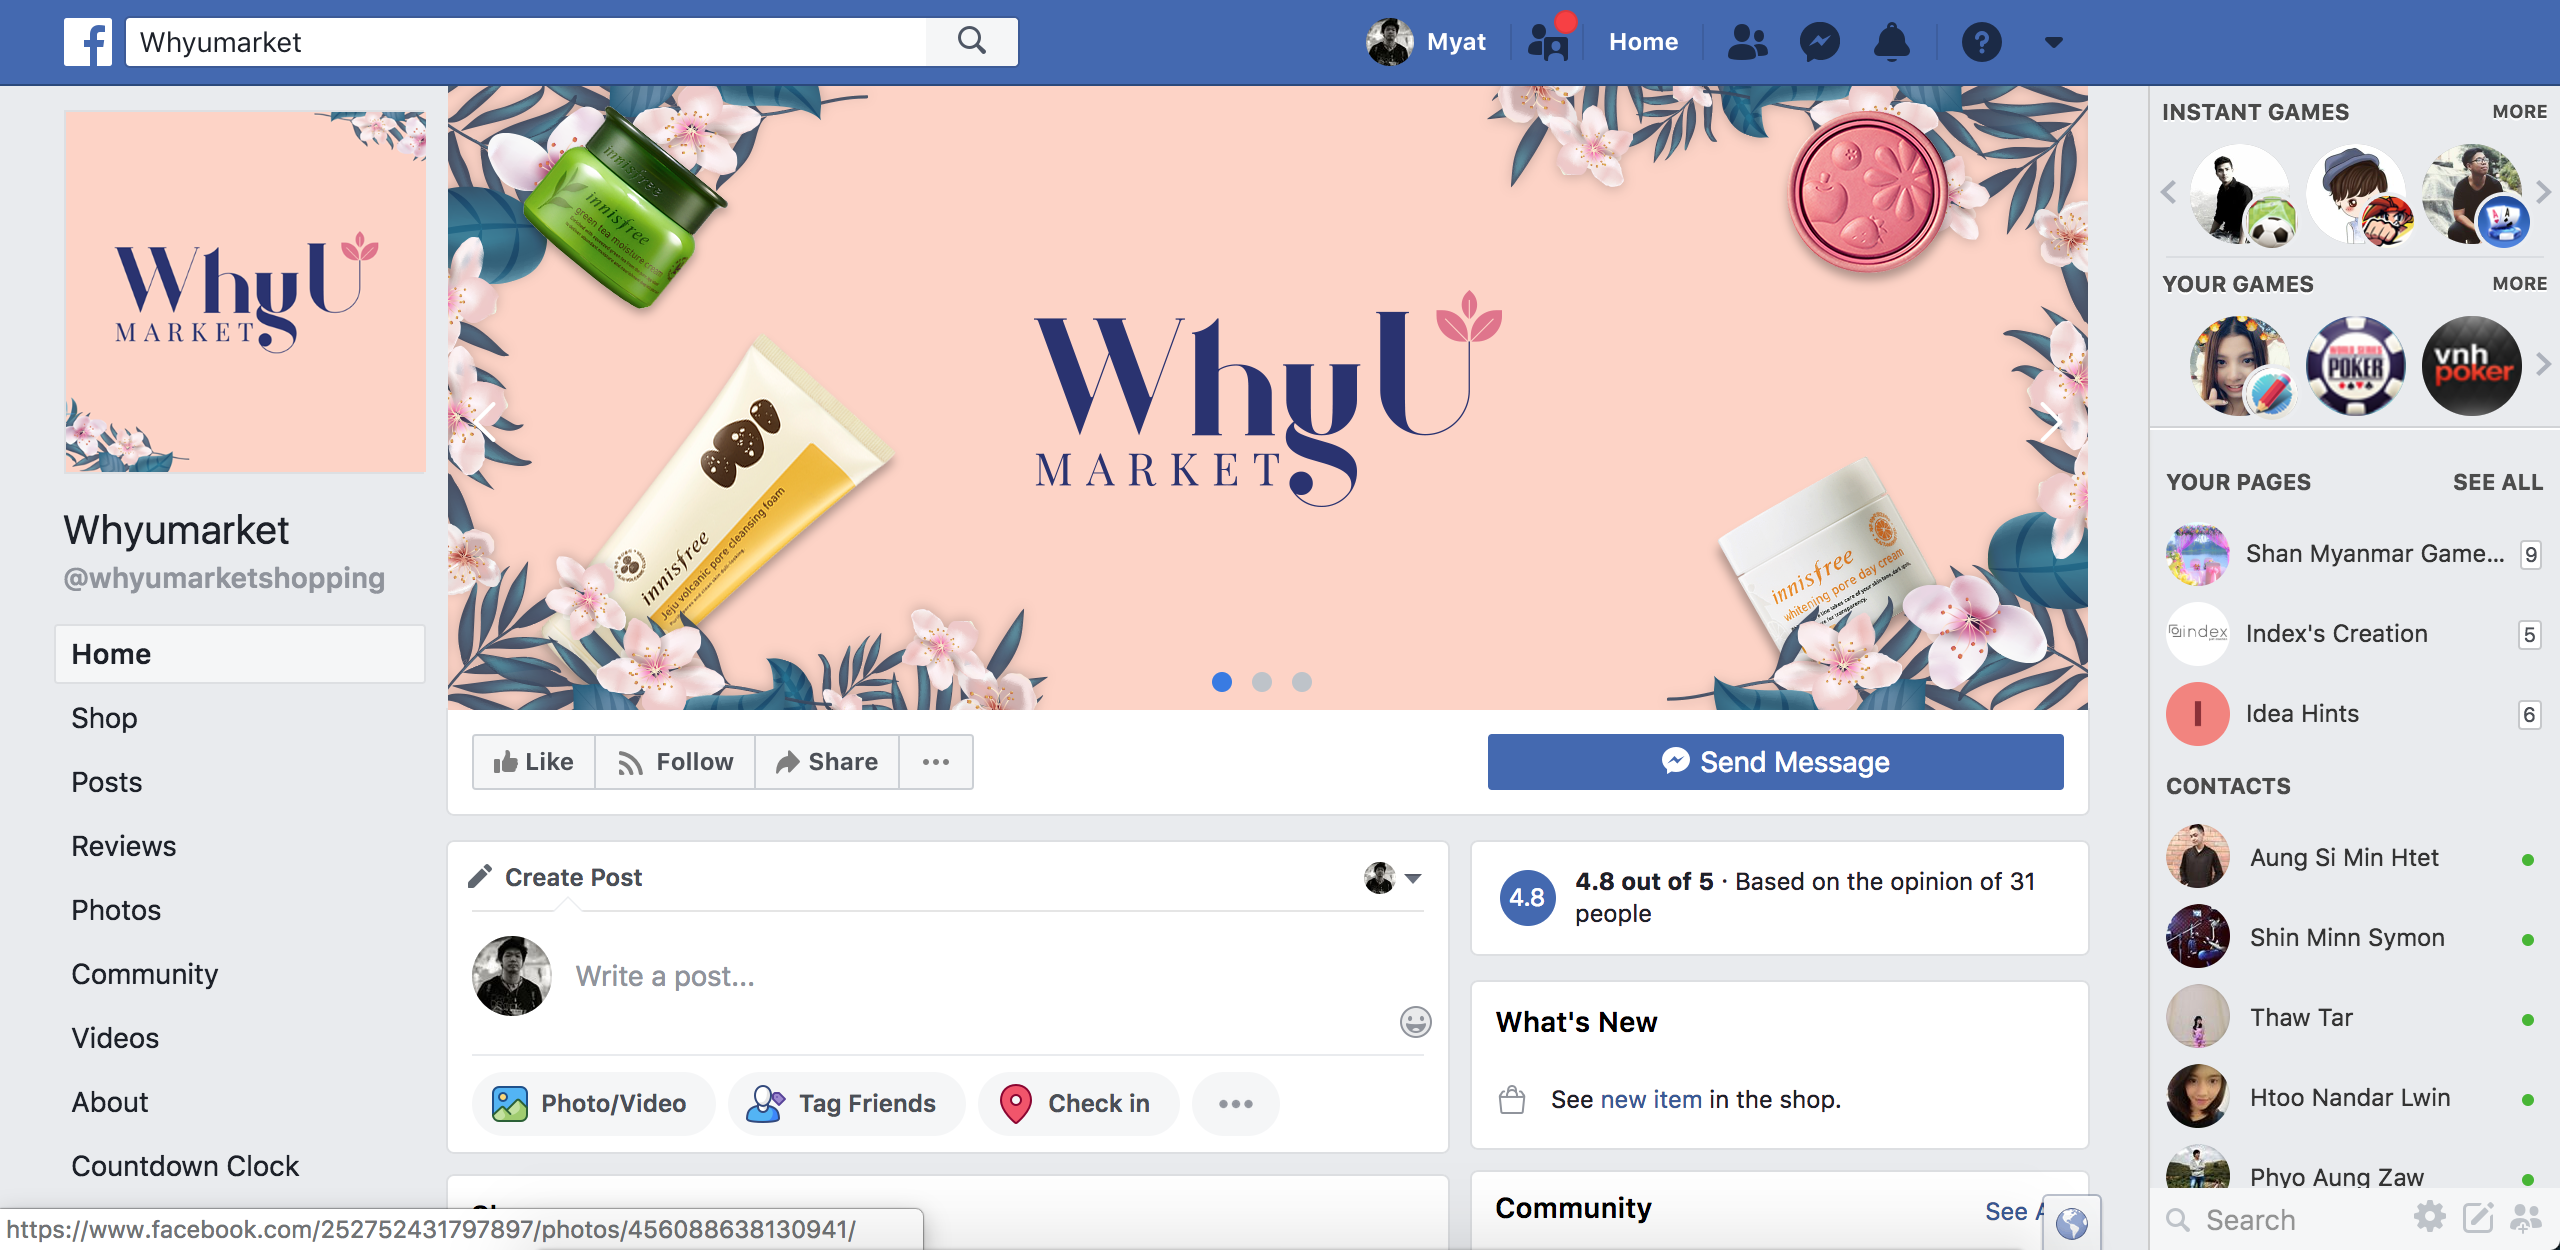 Whyumarket
Myat
Home
WhyU
MARKET
Whyumarket
@whyumarketshopping
Home
Shop
Posts
Reviews
Photos
Community
Videos
About
Countdown Clock
innisfree
innisfree
green tea moisture cream
WhyU
MARKET
innisfree
Jeju volcanic pore cleansing foam
innisfree
whitening pore day cream
Like
Follow
Share
Send Message
Create Post
Write a post...
Photo/Video
Tag Friends
Check in
4.8
4.8 out of 5 · Based on the opinion of 31
people
What's New
See new item in the shop.
Community
See A
INSTANT GAMES
MORE
YOUR GAMES
MORE
WORLD SERIES
POKER
vnh
poker
YOUR PAGES
SEE ALL
Shan Myanmar Game... 9
index
Index's Creation 5
I
Idea Hints 6
CONTACTS
Aung Si Min Htet
Shin Minn Symon
Thaw Tar
Htoo Nandar Lwin
Phyo Aung Zaw
Search
https://www.facebook.com/252752431797897/photos/456088638130941/